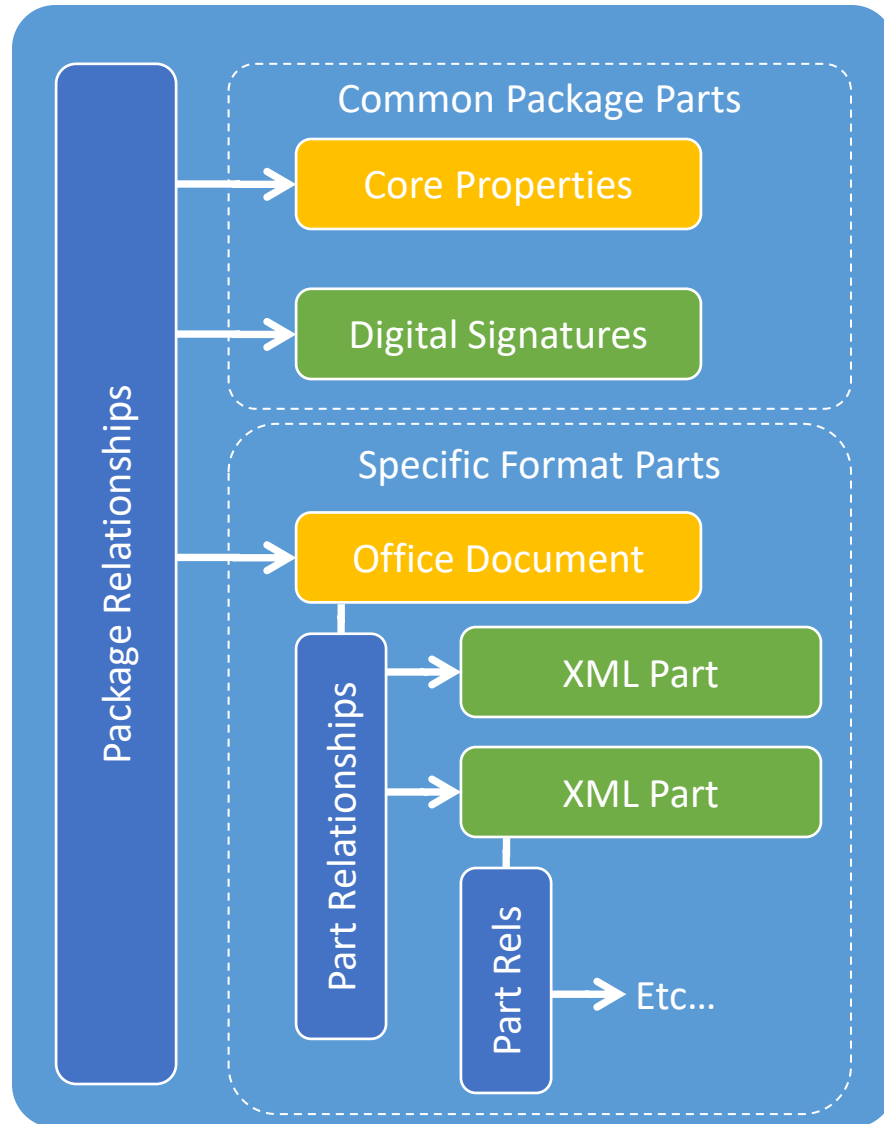 Package Relationships
Common Package Parts
Core Properties
Digital Signatures
Specific Format Parts
Office Document
Part Relationships
XML Part
XML Part
Part Rels
Etc...